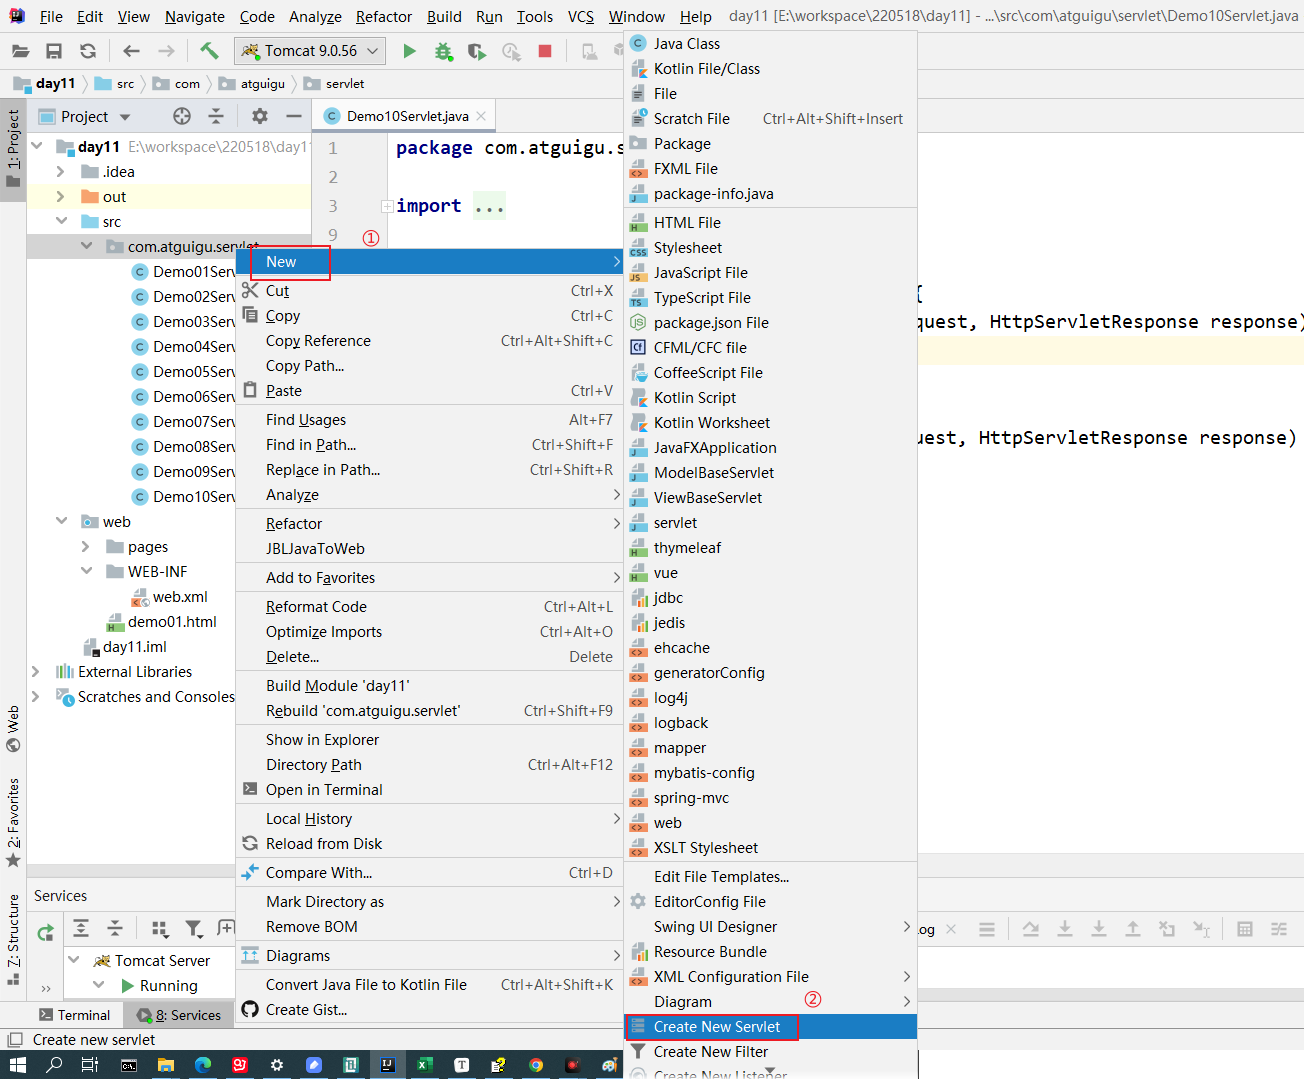 File Edit View Navigate Code Analyze Refactor Build Run Tools VCS Window Help day11 [E:\workspace\220518\day11] - ...\src\com\atguigu\servlet\Demo10Servlet.java
Tomcat 9.0.56
day11 src com atguigu servlet
1: Project
Project
Demo10Servlet.java
day11 E:\workspace\220518\day11
.idea
out
src
com.atguigu.servlet
Demo01Serv
Demo02Serv
Demo03Serv
Demo04Serv
Demo05Serv
Demo06Serv
Demo07Serv
Demo08Serv
Demo09Serv
Demo10Serv
web
pages
WEB-INF
web.xml
demo01.html
day11.iml
External Libraries
Scratches and Consoles
1 package com.atguigu.s
2
3 import ...
9
{
quest, HttpServletResponse response)
uest, HttpServletResponse response)
①
New
Cut Ctrl+X
Copy Ctrl+C
Copy Reference Ctrl+Alt+Shift+C
Copy Path...
Paste Ctrl+V
Find Usages Alt+F7
Find in Path... Ctrl+Shift+F
Replace in Path... Ctrl+Shift+R
Analyze
Refactor
JBLJavaToWeb
Add to Favorites
Reformat Code Ctrl+Alt+L
Optimize Imports Ctrl+Alt+O
Delete... Delete
Build Module 'day11'
Rebuild 'com.atguigu.servlet' Ctrl+Shift+F9
Show in Explorer
Directory Path Ctrl+Alt+F12
Open in Terminal
Local History
Reload from Disk
Compare With... Ctrl+D
Mark Directory as
Remove BOM
Diagrams
Convert Java File to Kotlin File Ctrl+Alt+Shift+K
Create Gist...
Java Class
Kotlin File/Class
File
Scratch File Ctrl+Alt+Shift+Insert
Package
FXML File
package-info.java
HTML File
Stylesheet
JavaScript File
TypeScript File
package.json File
CFML/CFC file
CoffeeScript File
Kotlin Script
Kotlin Worksheet
JavaFXApplication
ModelBaseServlet
ViewBaseServlet
servlet
thymeleaf
vue
jdbc
jedis
ehcache
generatorConfig
log4j
logback
mapper
mybatis-config
spring-mvc
web
XSLT Stylesheet
Edit File Templates...
EditorConfig File
Swing UI Designer
Resource Bundle
XML Configuration File
Diagram
②
Create New Servlet
Create New Filter
Create New Listener
Web
2: Favorites
7: Structure
Services
og
Tomcat Server
Running
Terminal 8: Services
Create new servlet